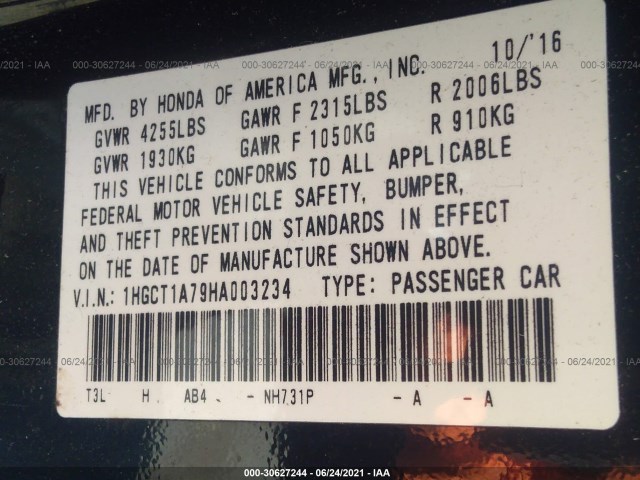 10/'16
MFD. BY HONDA OF AMERICA MFG., INC.
GVWR 4255LBS GAWR F 2315LBS R 2006LBS
GVWR 1930KG GAWR F 1050KG R 910KG
THIS VEHICLE CONFORMS TO ALL APPLICABLE
FEDERAL MOTOR VEHICLE SAFETY, BUMPER,
AND THEFT PREVENTION STANDARDS IN EFFECT
ON THE DATE OF MANUFACTURE SHOWN ABOVE.
V.I.N.: 1HGCT1A79HA003234 TYPE: PASSENGER CAR
T3L H AB4 - NH731P - A - A
000-30627244 - 06/24/2021 - IAA